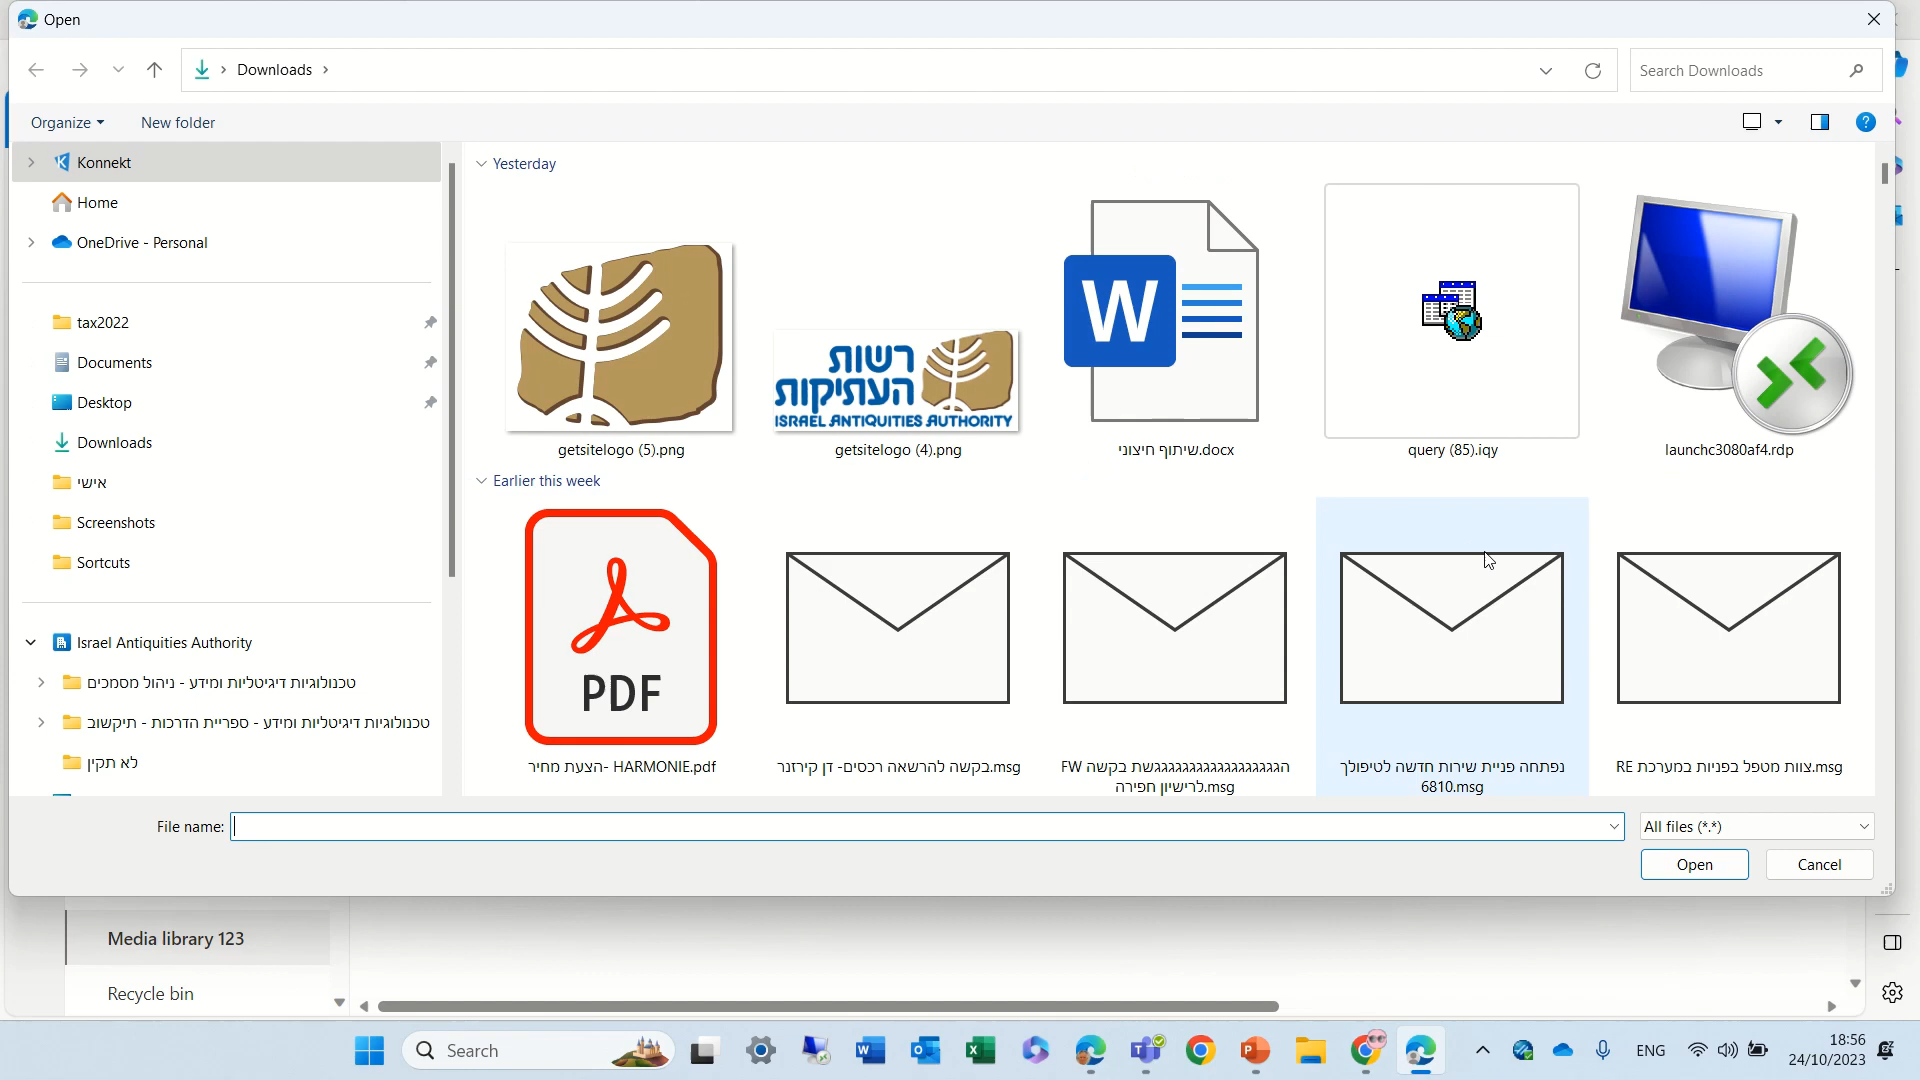 Open
Downloads
Search Downloads
Organize
New folder
Konnekt
Home
OneDrive - Personal
tax2022
Documents
Desktop
Downloads
אישי
Screenshots
Sortcuts
Israel Antiquities Authority
טכנולוגיות דיגיטליות ומידע - ניהול מסמכים
טכנולוגיות דיגיטליות ומידע - ספריית הדרכות - תיקשוב
לא תקין
Yesterday
רשות
העתיקות
ISRAEL ANTIQUITIES AUTHORITY
W
getsitelogo (5).png
getsitelogo (4).png
שיתוף חיצוני.docx
query (85).iqy
launchc3080af4.rdp
Earlier this week
PDF
הצעת מחיר- HARMONIE.pdf
בקשה להרשאה רכסים- דן קירזנר.msg
FW הגגגגגגגגגגגגגגגגגגשת בקשה
לרישיון חפירה.msg
נפתחה פניית שירות חדשה לטיפולך
6810.msg
RE צוות מטפל בפניות במערכת.msg
File name:
All files (*.*)
Open
Cancel
Media library 123
Recycle bin
Search
ENG
18:56
24/10/2023